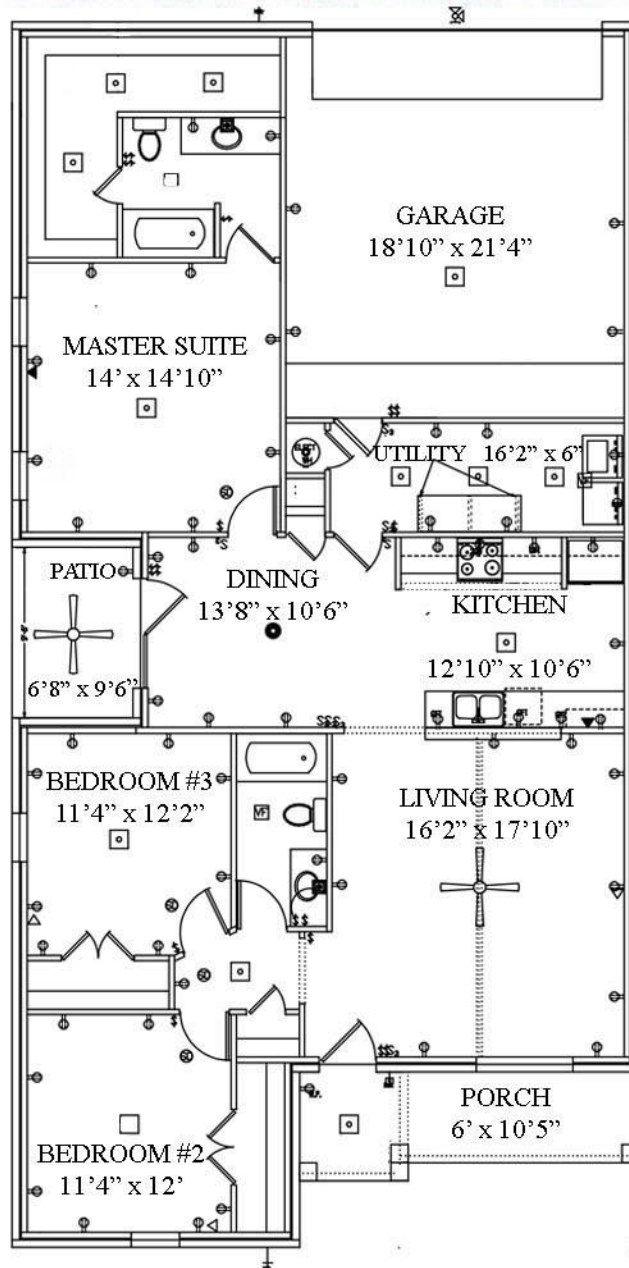 GARAGE
18'10” x 21'4”
MASTER SUITE
14' x 14'10”
UTILITY 16'2” x 6”
PATIO
6'8” x 9'6”
DINING
13'8” x 10'6”
KITCHEN
12'10” x 10'6”
BEDROOM #3
11'4” x 12'2”
VF
LIVING ROOM
16'2” x 17'10”
PORCH
6' x 10'5”
BEDROOM #2
11'4” x 12'